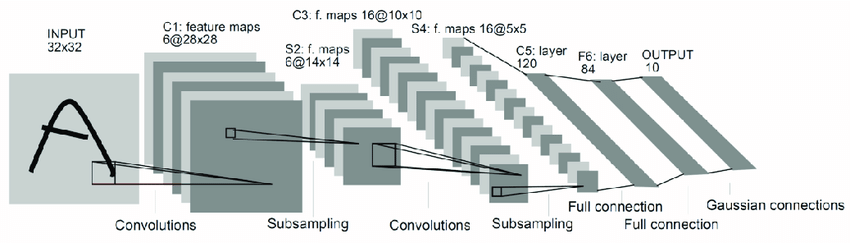 INPUT
32x32
C1: feature maps
6@28x28
S2: f. maps
6@14x14
C3: f. maps 16@10x10
S4: f. maps 16@5x5
C5: layer
120
F6: layer
84
OUTPUT
10
Convolutions
Subsampling
Convolutions
Subsampling
Full connection
Full connection
Gaussian connections
A